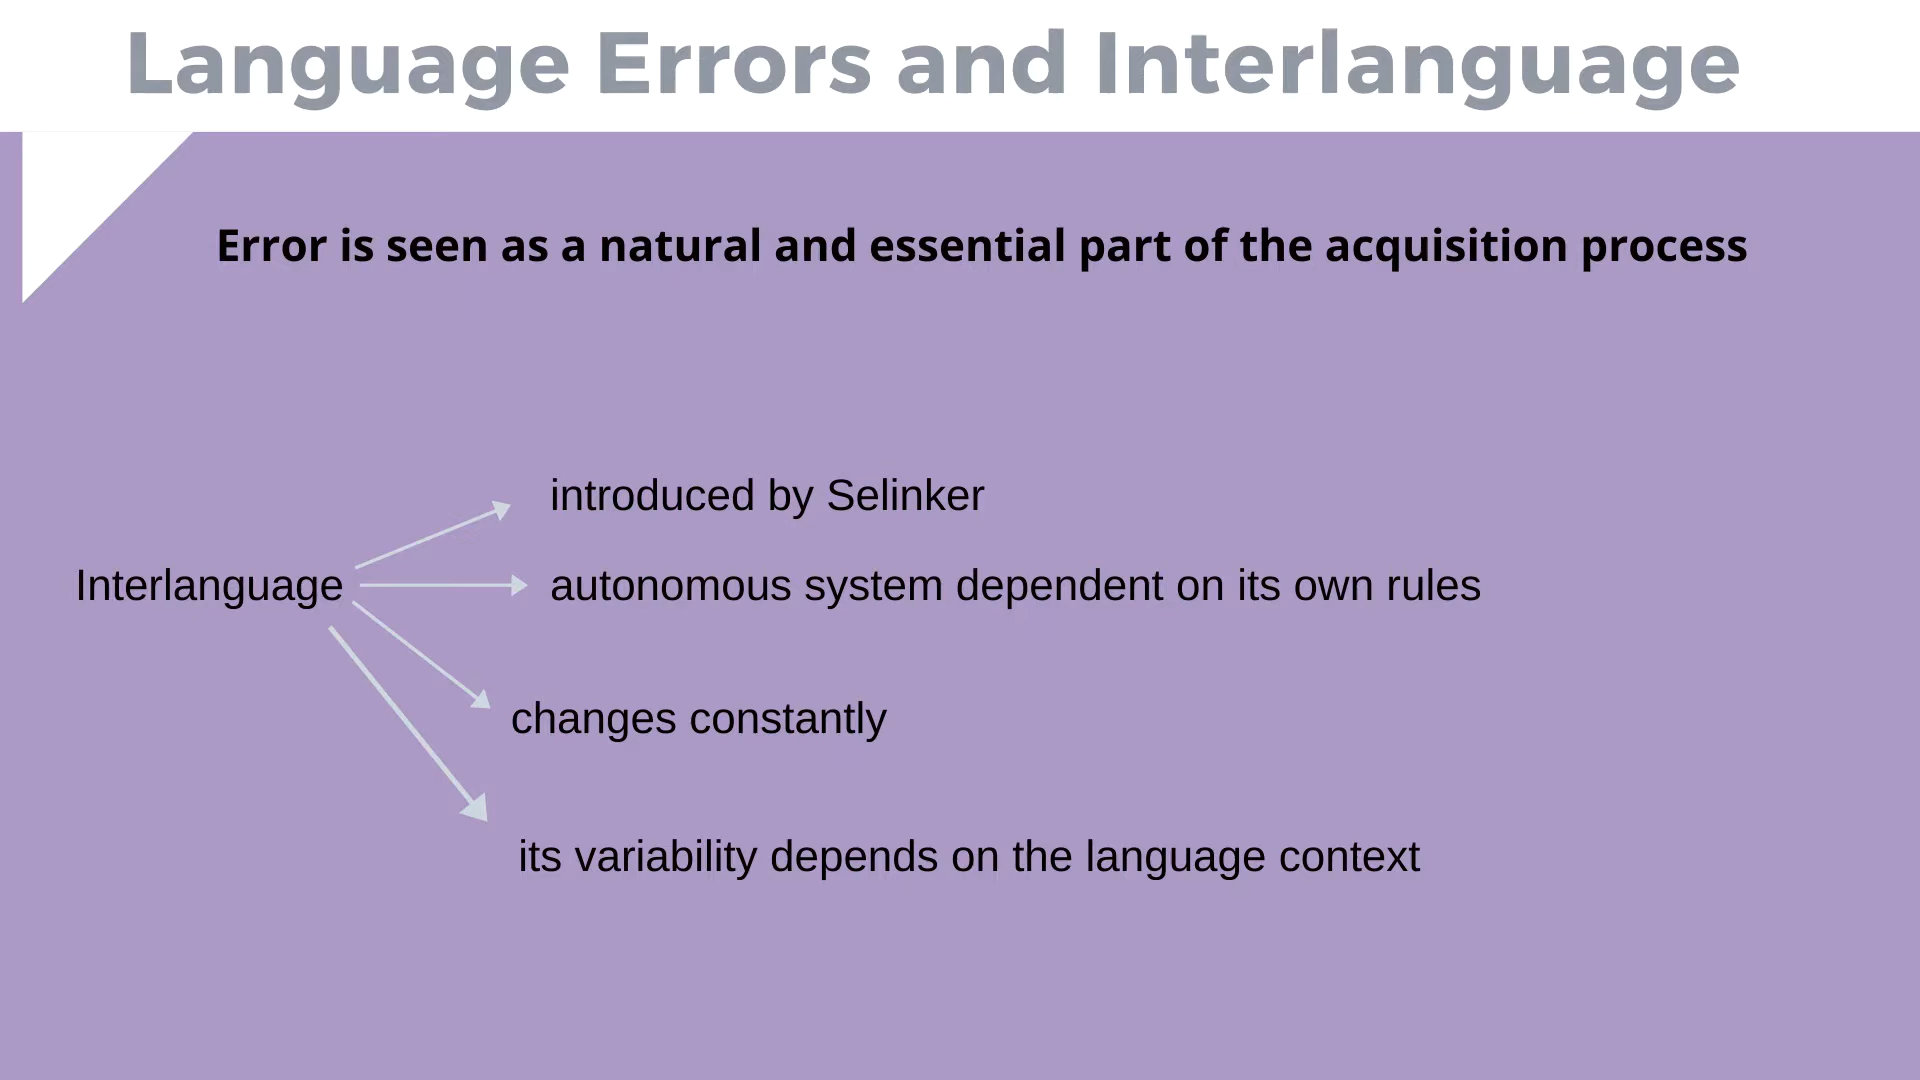 Language Errors and Interlanguage
Error is seen as a natural and essential part of the acquisition process
introduced by Selinker
Interlanguage
autonomous system dependent on its own rules
changes constantly
its variability depends on the language context